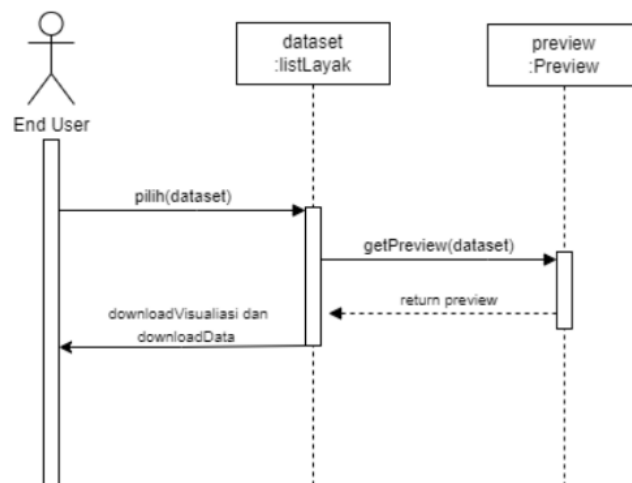 dataset
:listLayak
preview
:Preview
End User
pilih(dataset)
getPreview(dataset)
return preview
downloadVisualiasi dan
downloadData